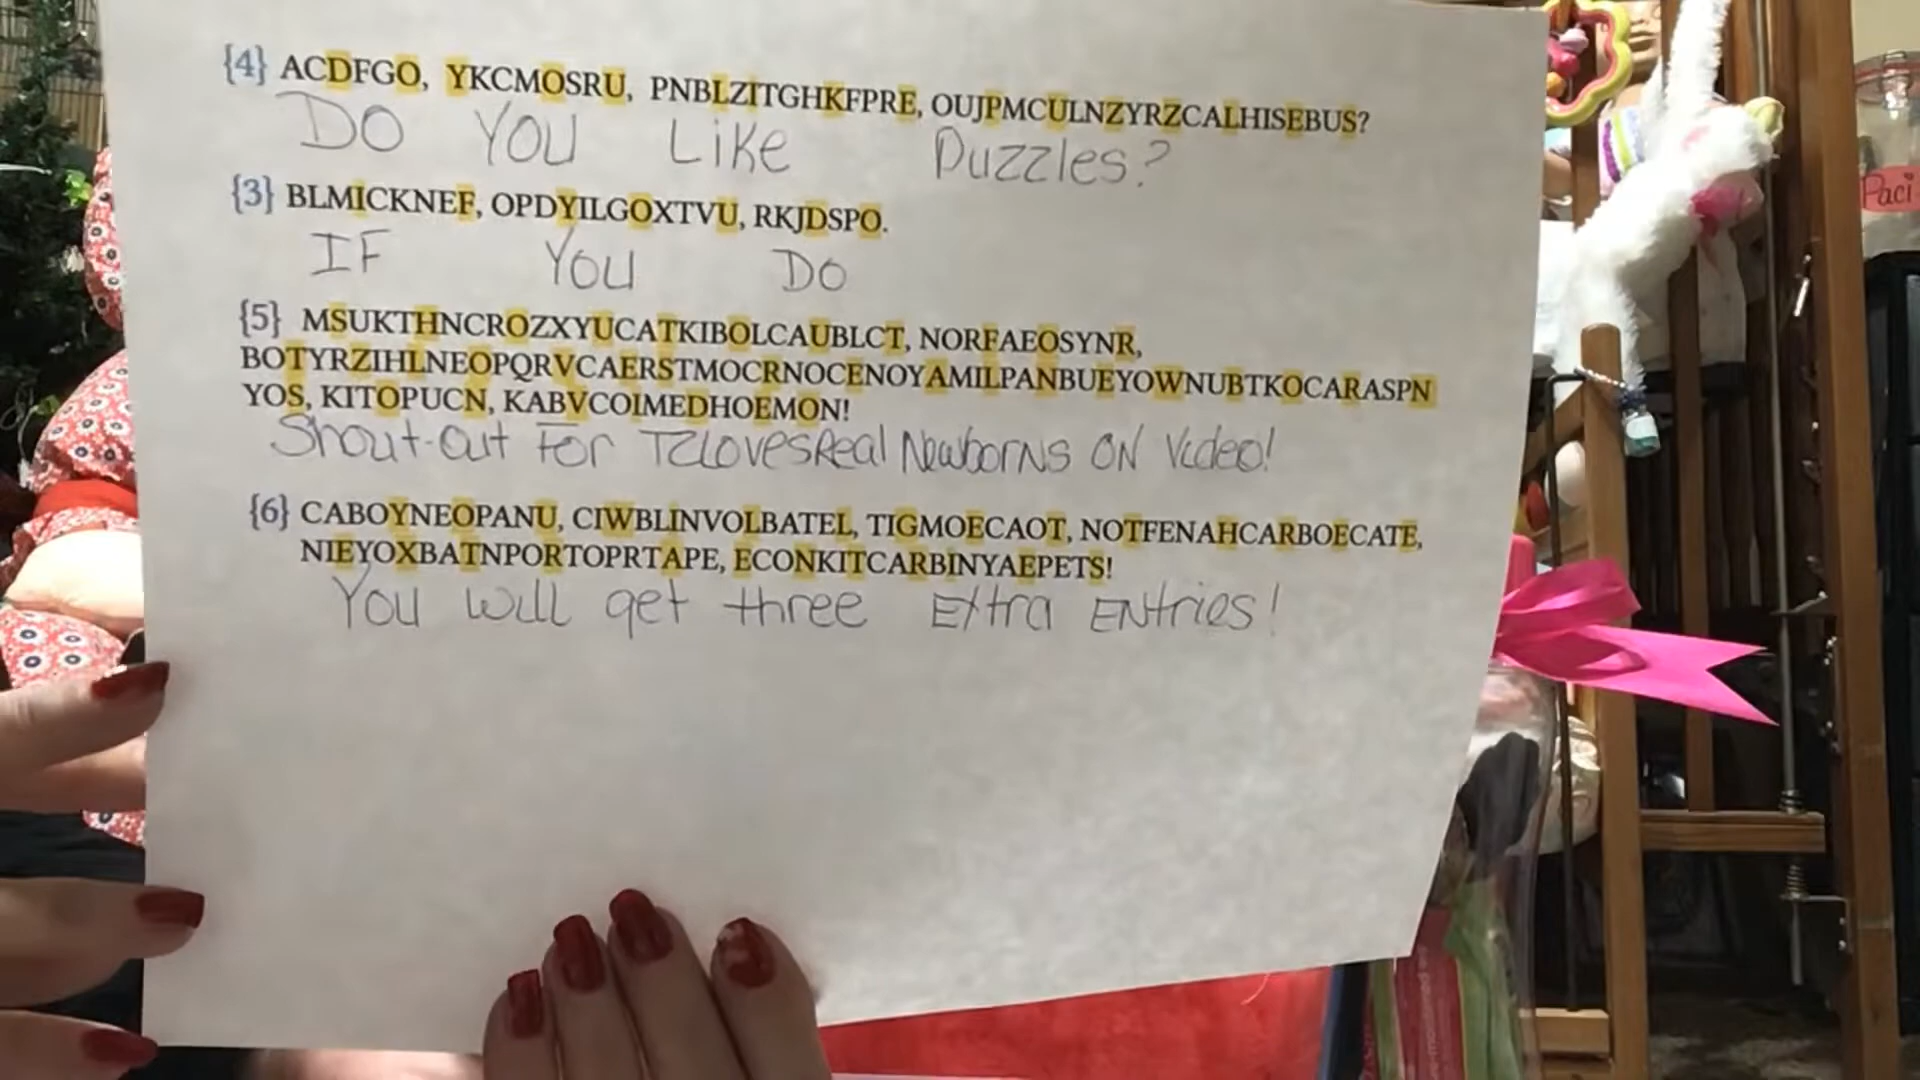 {4} ACDFGO, YKCMOSRU, PNBLZITGHKFPRE, OUJPMCULNZYRZCALHISEBUS?
DO YOU LiKe Puzzles?
{3} BLMICKNEF, OPDYILGOXTVU, RKJDSPO.
IF YOU DO
{5} MSUKTHNCROZXYUCATKIBOLCAUBLCT, NORFAEOSYNR,
BOTYRZIHLNEOPQRVCAERSTMOCRNOCENOYAMILPANBUEYOWNUBTKOCARASPN
YOS, KITOPUCN, KABVCOIMEDHOEMON!
Shout-Out For TZLovesReal Newborns ON Video!
{6} CABOYNEOPANU, CIWBLINVOLBATEL, TIGMOECAOT, NOTFENAHCARBOECATE,
NIEYOXBATNPORTOPRTAPE, ECONKITCARBINYAEPETS!
You will get three Extra ENtries!
Paci